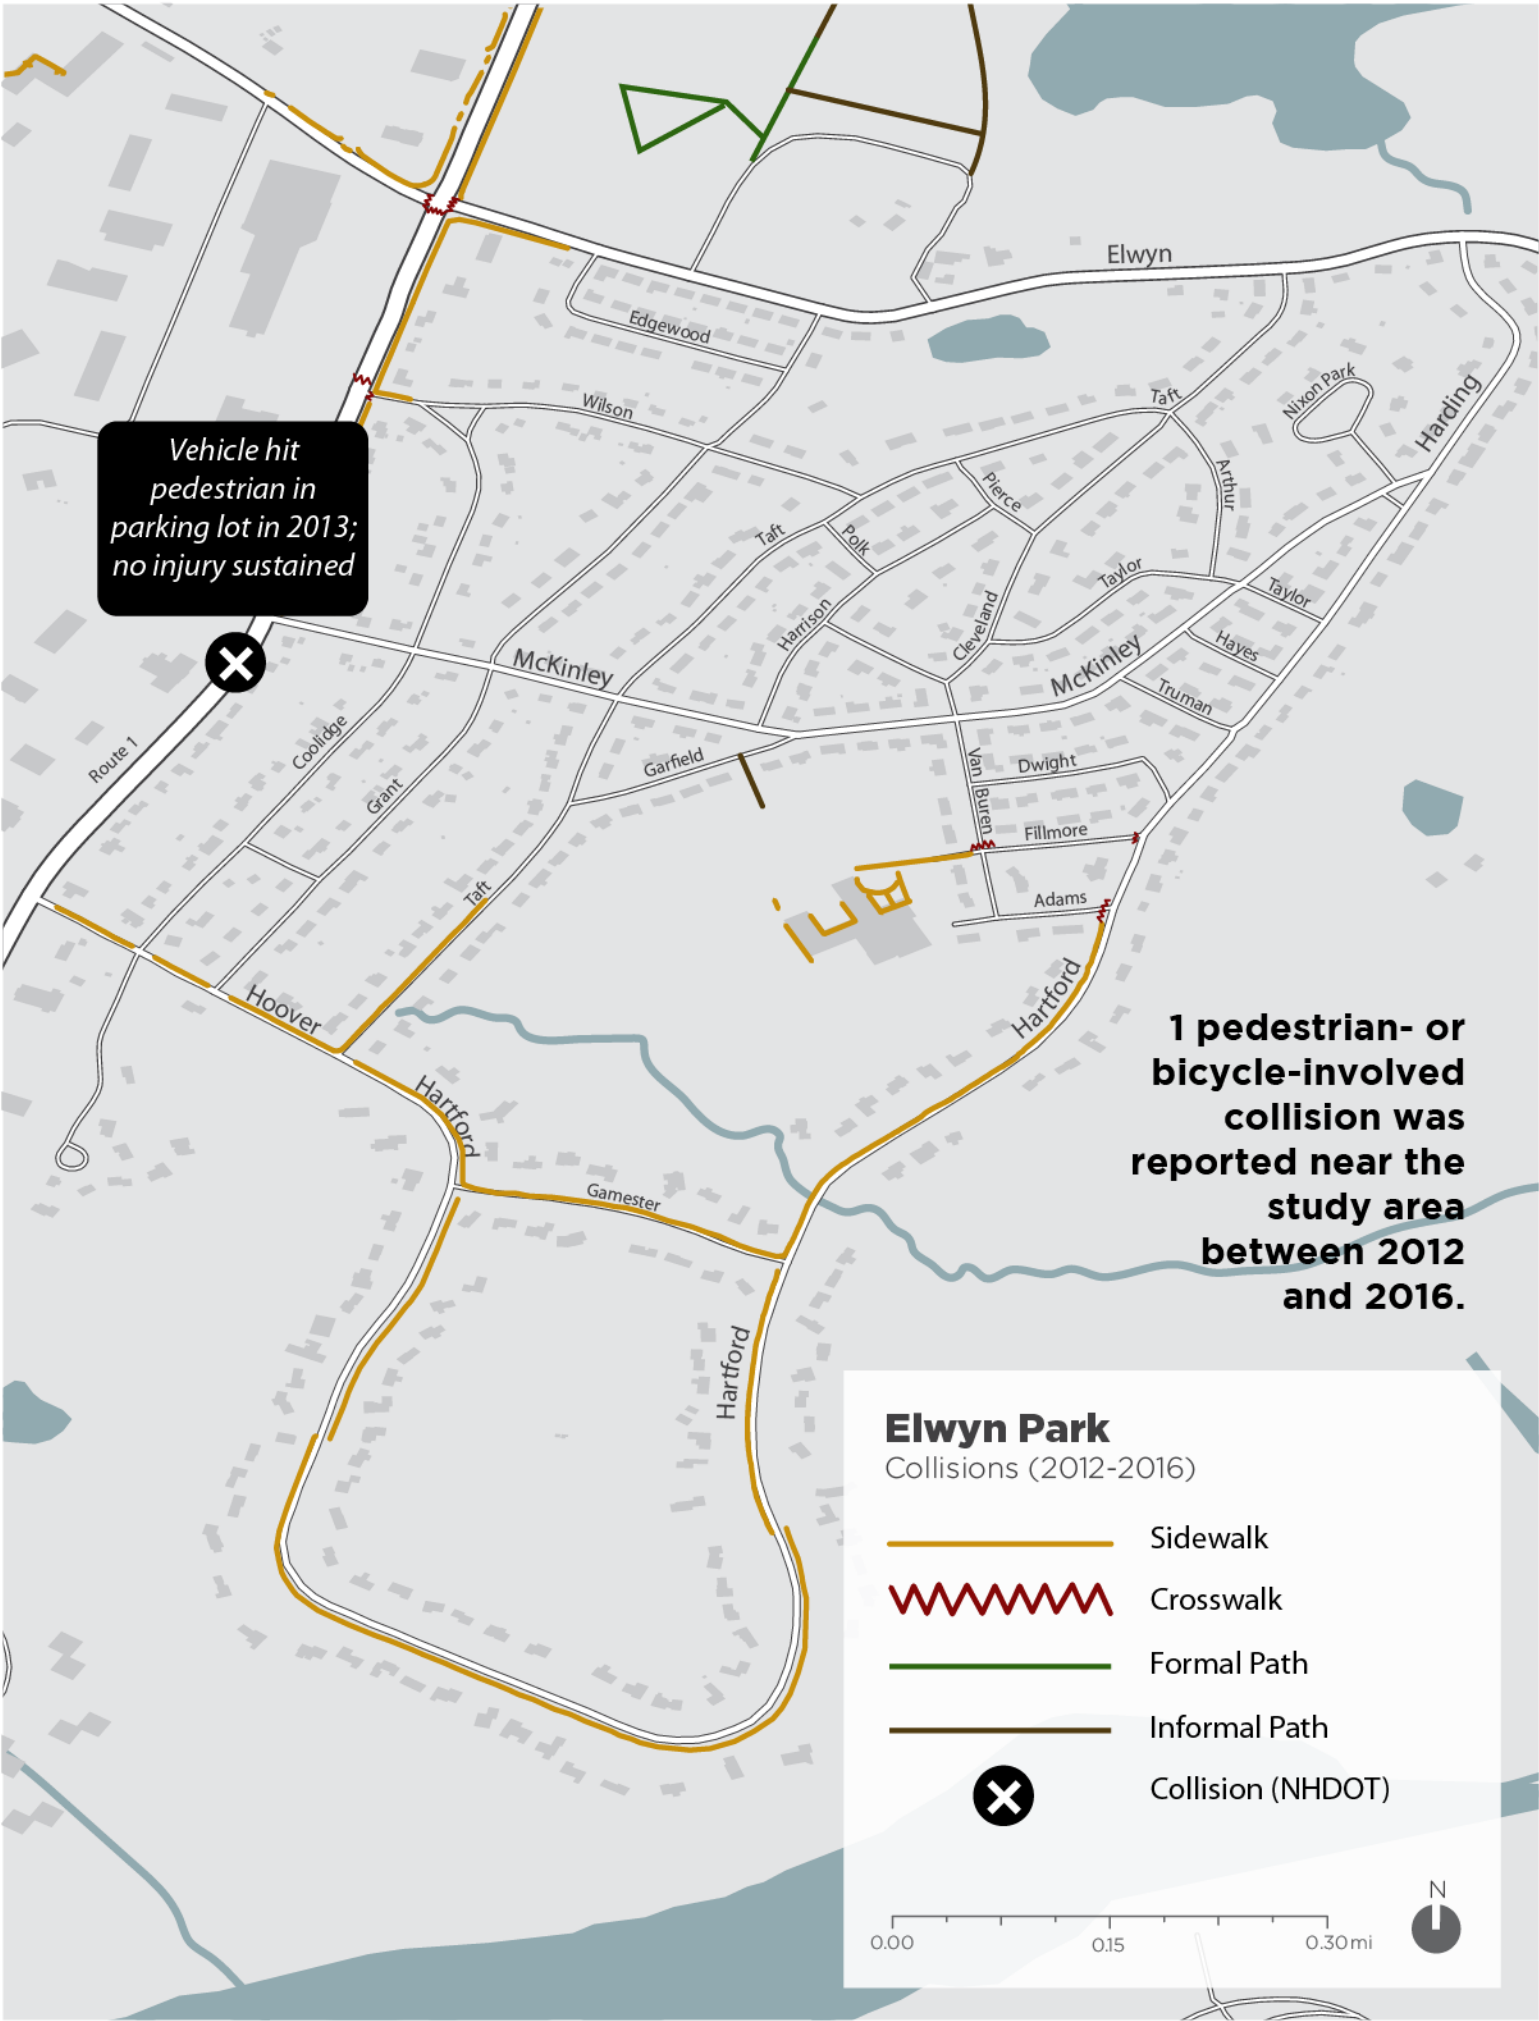 Elwyn
Edgewood
Wilson
Taft
Nixon Park
Harding
Vehicle hit
pedestrian in
parking lot in 2013;
no injury sustained
Pierce
Arthur
Taft
Polk
Taylor
Taylor
Harrison
Cleveland
Hayes
McKinley
McKinley
Truman
Route 1
Coolidge
Grant
Garfield
Van Buren
Dwight
Fillmore
Taft
Adams
Hoover
Hartford
Hartford
Gamester
Hartford
1 pedestrian- or
bicycle-involved
collision was
reported near the
study area
between 2012
and 2016.
Elwyn Park
Collisions (2012-2016)
Sidewalk
Crosswalk
Formal Path
Informal Path
Collision (NHDOT)
N
0.00 0.15 0.30 mi